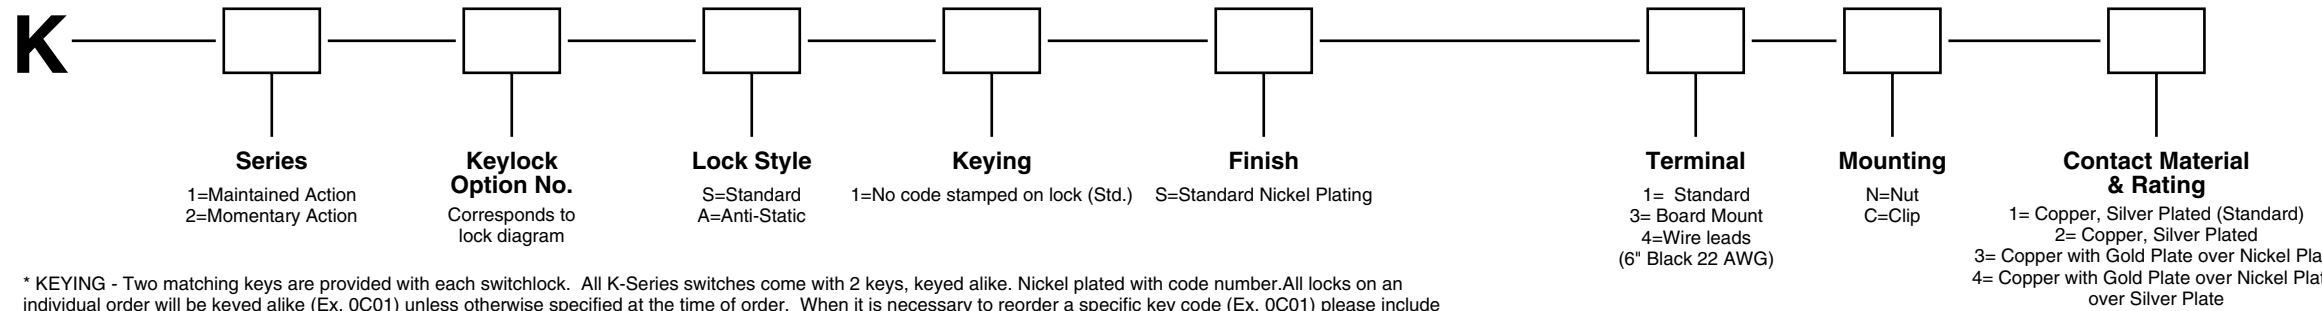 K
Series
1=Maintained Action
2=Momentary Action
Keylock
Option No.
Corresponds to
lock diagram
Lock Style
S=Standard
A=Anti-Static
Keying
1=No code stamped on lock (Std.)
Finish
S=Standard Nickel Plating
Terminal
1= Standard
3= Board Mount
4=Wire leads
(6" Black 22 AWG)
Mounting
N=Nut
C=Clip
Contact Material
& Rating
1= Copper, Silver Plated (Standard)
2= Copper, Silver Plated
3= Copper with Gold Plate over Nickel Pla
4= Copper with Gold Plate over Nickel Plat
over Silver Plate
* KEYING - Two matching keys are provided with each switchlock. All K-Series switches come with 2 keys, keyed alike. Nickel plated with code number.All locks on an
individual order will be keyed alike (Ex. 0C01) unless otherwise specified at the time of order. When it is necessary to reorder a specific key code (Ex. 0C01) please include